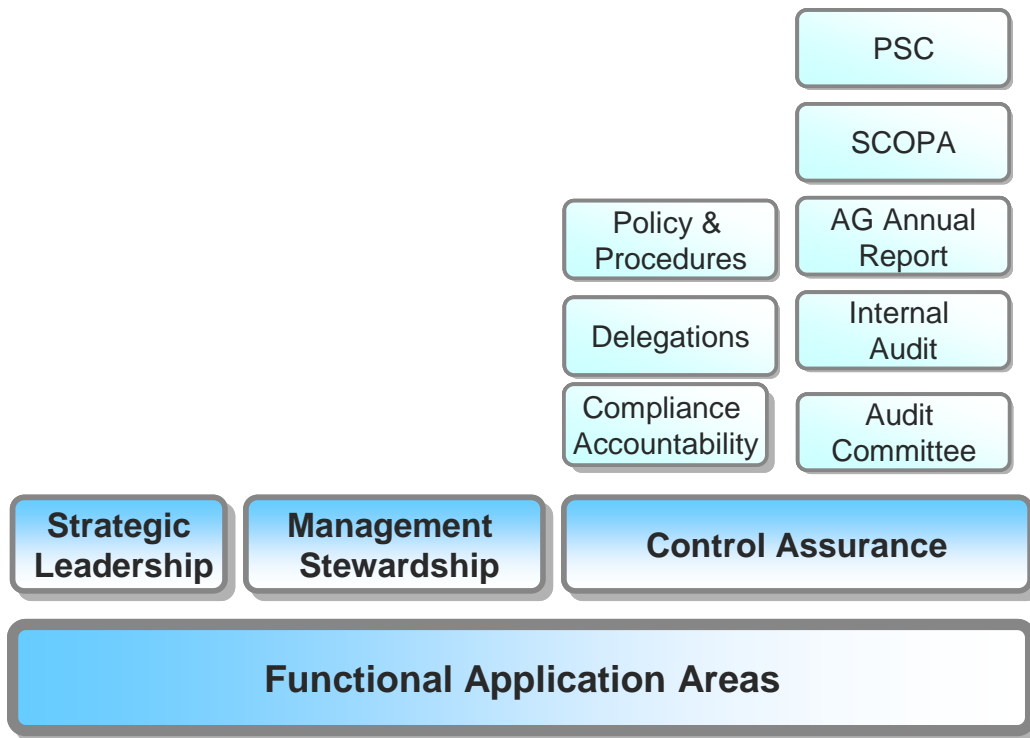 PSC
SCOPA
Policy &
Procedures
AG Annual
Report
Delegations
Internal
Audit
Compliance
Accountability
Audit
Committee
Strategic
Leadership
Management
Stewardship
Control Assurance
Functional Application Areas